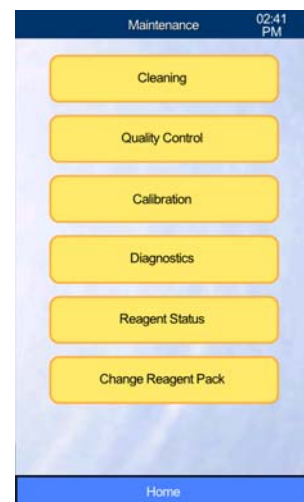 Maintenance
02:41
PM
Cleaning
Quality Control
Calibration
Diagnostics
Reagent Status
Change Reagent Pack
Home